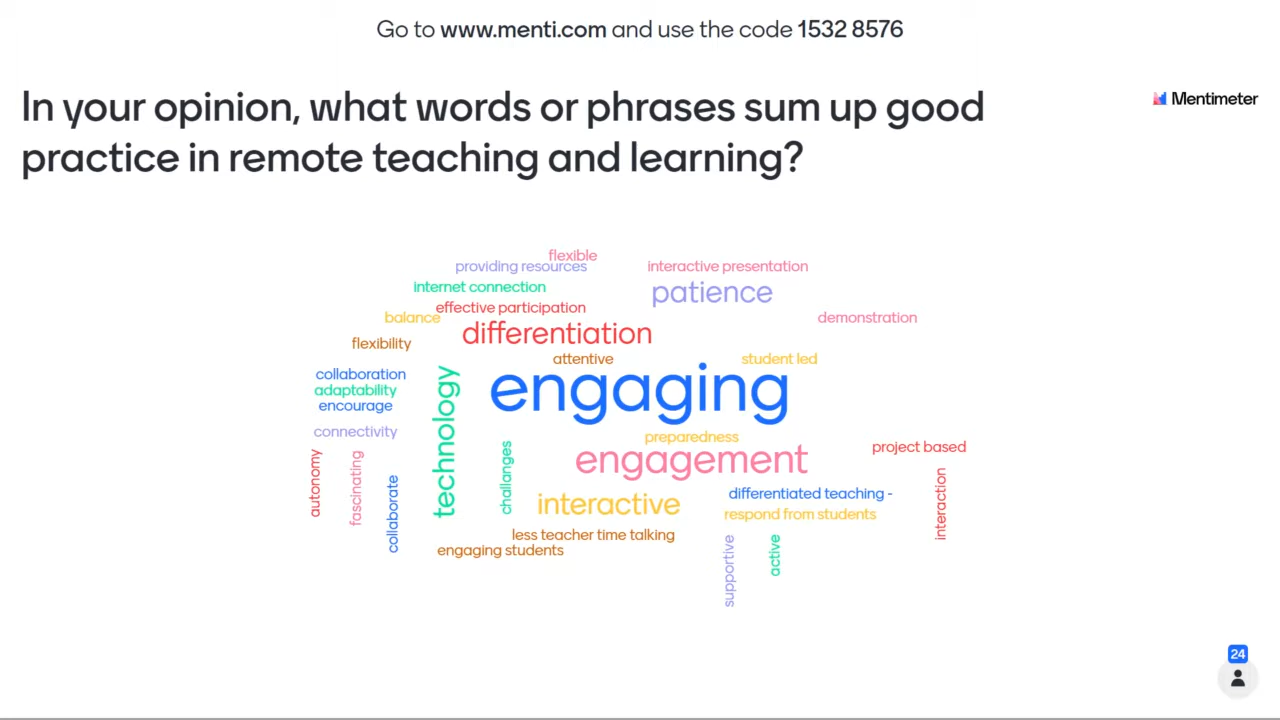 Go to www.menti.com and use the code 1532 8576
In your opinion, what words or phrases sum up good
practice in remote teaching and learning?
Mentimeter
flexible
providing resources
interactive presentation
internet connection
patience
effective participation
balance
demonstration
differentiation
flexibility
attentive
student led
collaboration
technology
engaging
adaptability
encourage
connectivity
preparedness
project based
engagement
autonomy
fascinating
collaborate
challanges
interactive
differentiated teaching -
respond from students
interaction
less teacher time talking
engaging students
supportive
active
24